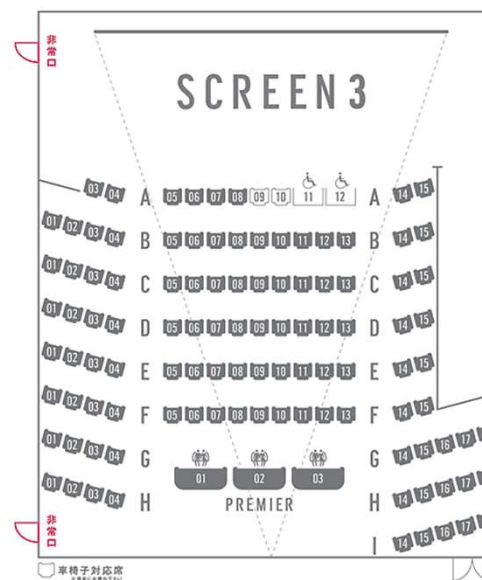 非常口
SCREEN 3
03 04 A 05 06 07 08 09 10 11 12 A 14 15
01 02 03 04 B 05 06 07 08 09 10 11 12 13 B 14 15
01 02 03 04 C 05 06 07 08 09 10 11 12 13 C 14 15
01 02 03 04 D 05 06 07 08 09 10 11 12 13 D 14 15
01 02 03 04 E 05 06 07 08 09 10 11 12 13 E 14 15
01 02 03 04 F 05 06 07 08 09 10 11 12 13 F 14 15
01 02 03 04 G 01 02 03 G 14 15 16 17
PREMIER
01 02 03 04 H H 14 15 16 17
非常口
I 14 15 16 17
車椅子対応席